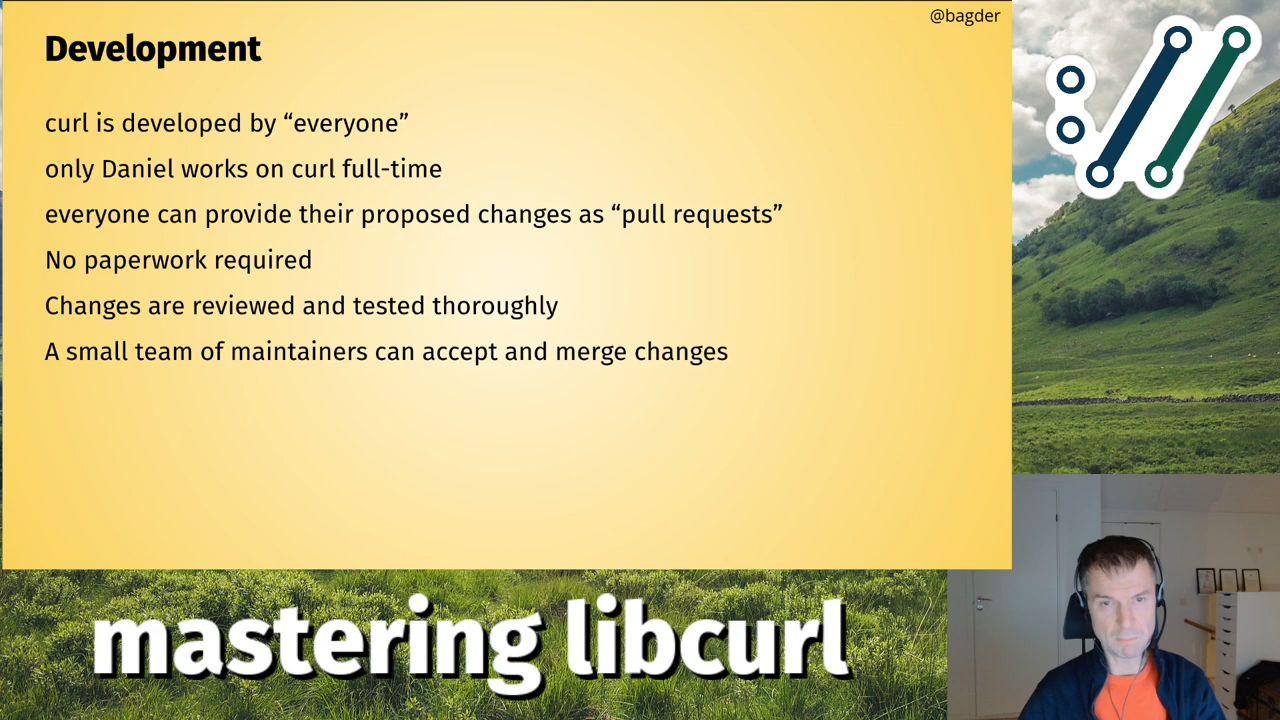 @bagder
Development
curl is developed by “everyone”
only Daniel works on curl full-time
everyone can provide their proposed changes as “pull requests”
No paperwork required
Changes are reviewed and tested thoroughly
A small team of maintainers can accept and merge changes
mastering libcurl